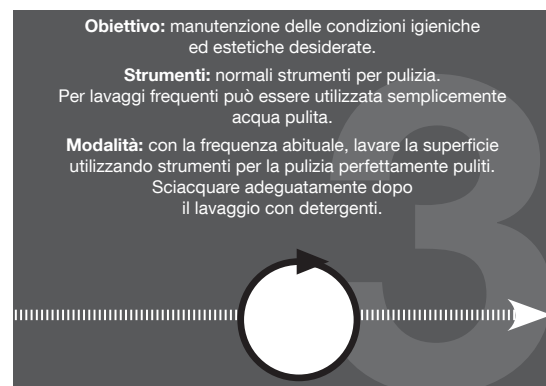 Obiettivo: manutenzione delle condizioni igieniche
ed estetiche desiderate.
Strumenti: normali strumenti per pulizia.
Per lavaggi frequenti può essere utilizzata semplicemente
acqua pulita.
Modalità: con la frequenza abituale, lavare la superficie
utilizzando strumenti per la pulizia perfettamente puliti.
Sciacquare adeguatamente dopo
il lavaggio con detergenti.
3